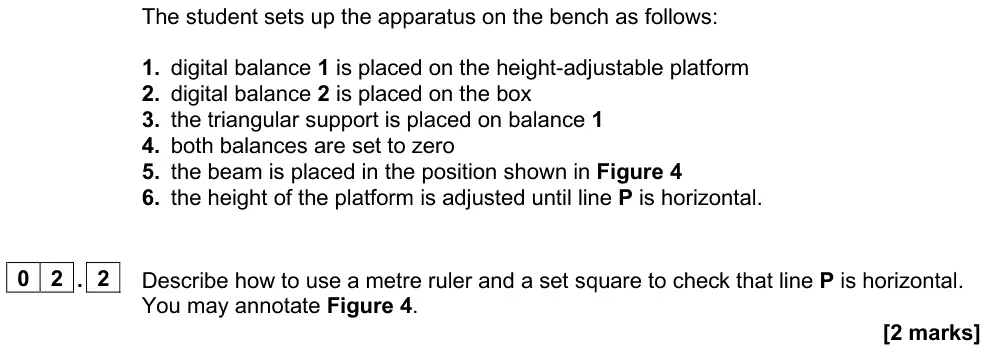 The student sets up the apparatus on the bench as follows:
1. digital balance 1 is placed on the height-adjustable platform
2. digital balance 2 is placed on the box
3. the triangular support is placed on balance 1
4. both balances are set to zero
5. the beam is placed in the position shown in Figure 4
6. the height of the platform is adjusted until line P is horizontal.
0 2 . 2 Describe how to use a metre ruler and a set square to check that line P is horizontal.
You may annotate Figure 4.
[2 marks]